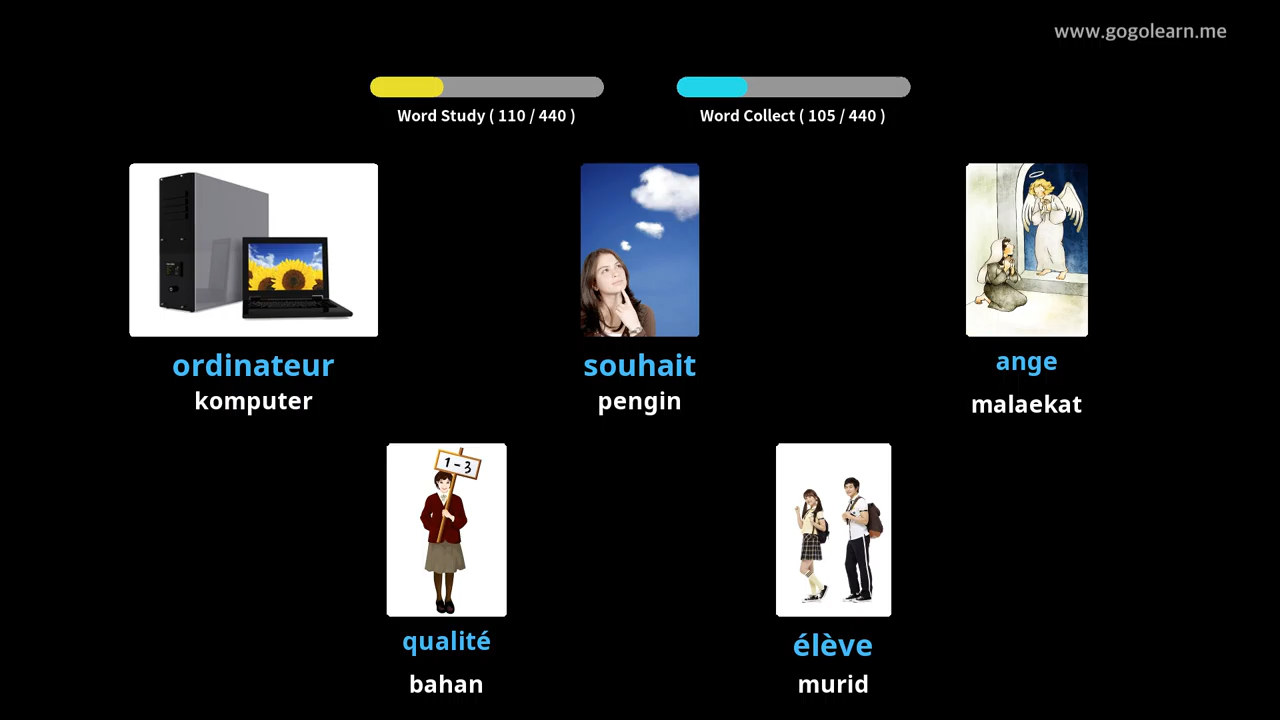 www.gogolearn.me
Word Study ( 110 / 440 )
Word Collect ( 105 / 440 )
ordinateur
komputer
souhait
pengin
ange
malaekat
1 - 3
qualité
bahan
élève
murid